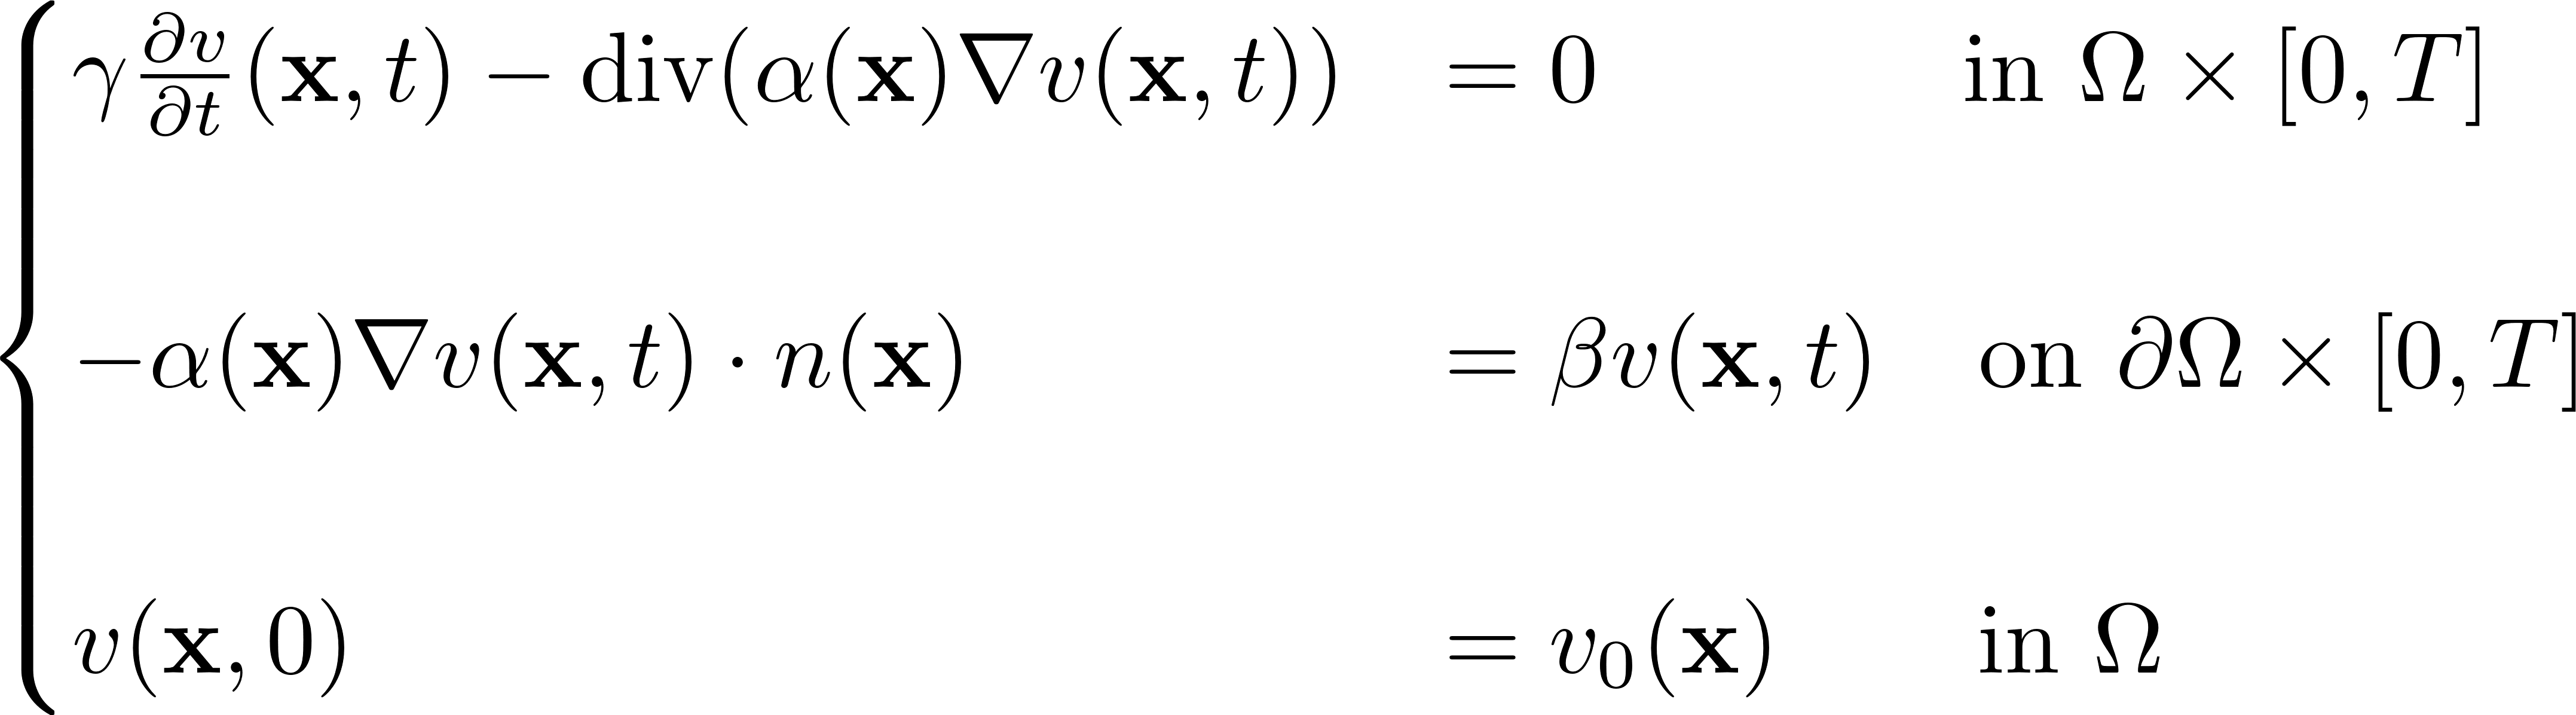 γ ∂v/∂t (𝐱, t) − div(α(𝐱)∇v(𝐱, t)) = 0 in Ω × [0, T]
−α(𝐱)∇v(𝐱, t) · n(𝐱) = βv(𝐱, t) on ∂Ω × [0, T]
v(𝐱, 0) = v₀(𝐱) in Ω